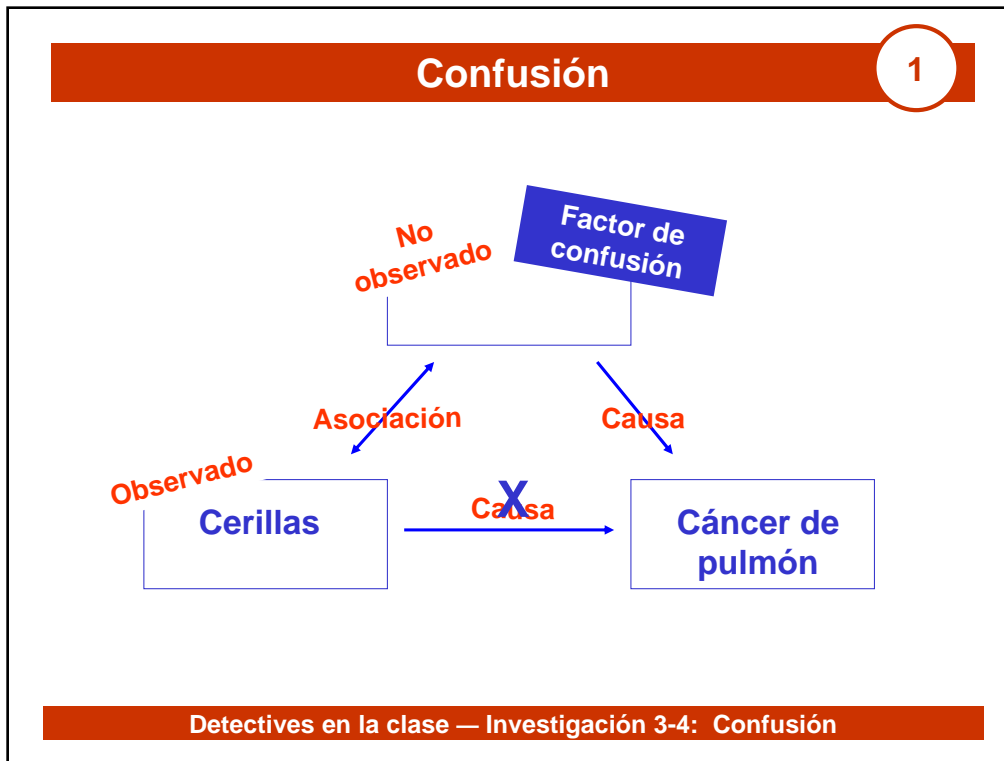 Confusión
1
No
observado
Factor de
confusión
Asociación
Causa
Observado
Cerillas
Causa
X
Cáncer de
pulmón
Detectives en la clase — Investigación 3-4: Confusión